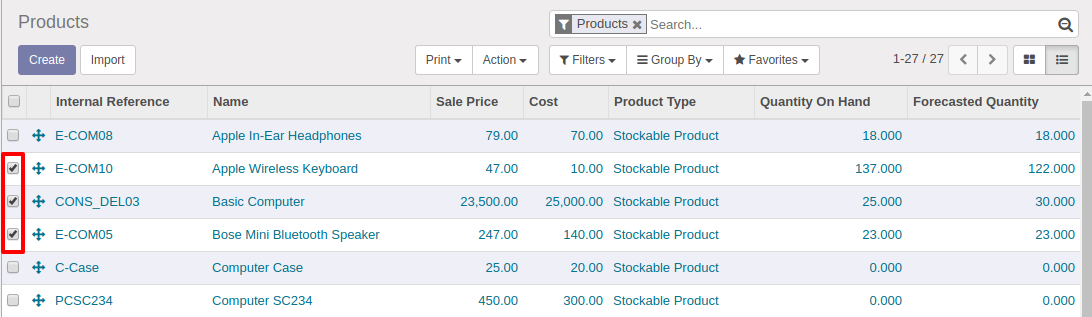 Products
Products Search...
Create Import Print Action Filters Group By Favorites 1-27 / 27
Internal Reference Name Sale Price Cost Product Type Quantity On Hand Forecasted Quantity
E-COM08 Apple In-Ear Headphones 79.00 70.00 Stockable Product 18.000 18.000
E-COM10 Apple Wireless Keyboard 47.00 10.00 Stockable Product 137.000 122.000
CONS_DEL03 Basic Computer 23,500.00 25,000.00 Stockable Product 25.000 30.000
E-COM05 Bose Mini Bluetooth Speaker 247.00 140.00 Stockable Product 23.000 23.000
C-Case Computer Case 25.00 20.00 Stockable Product 0.000 0.000
PCSC234 Computer SC234 450.00 300.00 Stockable Product 0.000 0.000